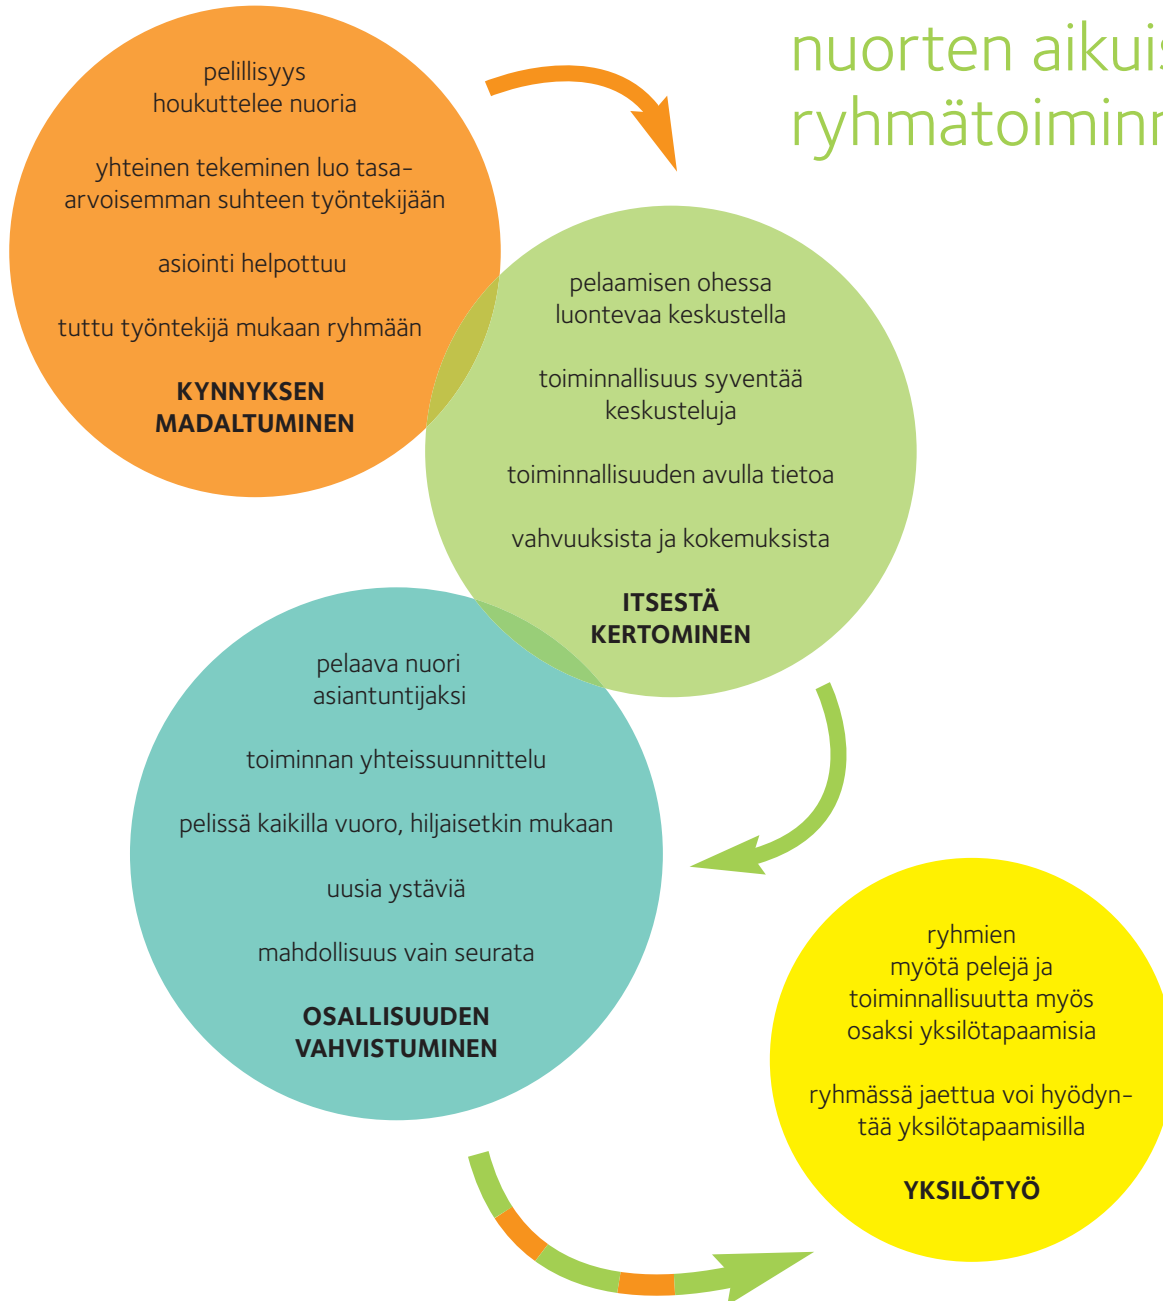 nuorten
pelillisyys
houkuttelee nuoria
yhteinen tekeminen luo tasa-
arvoisemman suhteen työntekijään
asiointi helpottuu
tuttu työntekijä mukaan ryhmään
KYNNYKSEN
MADALTUMINEN
pelaamisen ohessa
luontevaa keskustella
toiminnallisuus syventää
keskusteluja
toiminnallisuuden avulla tietoa
vahvuuksista ja kokemuksista
ITSESTÄ
KERTOMINEN
pelaava nuori
asiantuntijaksi
toiminnan yhteissuunnittelu
pelissä kaikilla vuoro, hiljaisetkin mukaan
uusia ystäviä
mahdollisuus vain seurata
OSALLISUUDEN
VAHVISTUMINEN
ryhmien
myötä pelejä ja
toiminnallisuutta myös
osaksi yksilötapaamisia
ryhmässä jaettua voi hyödyn-
tää yksilötapaamisilla
YKSILÖTYÖ